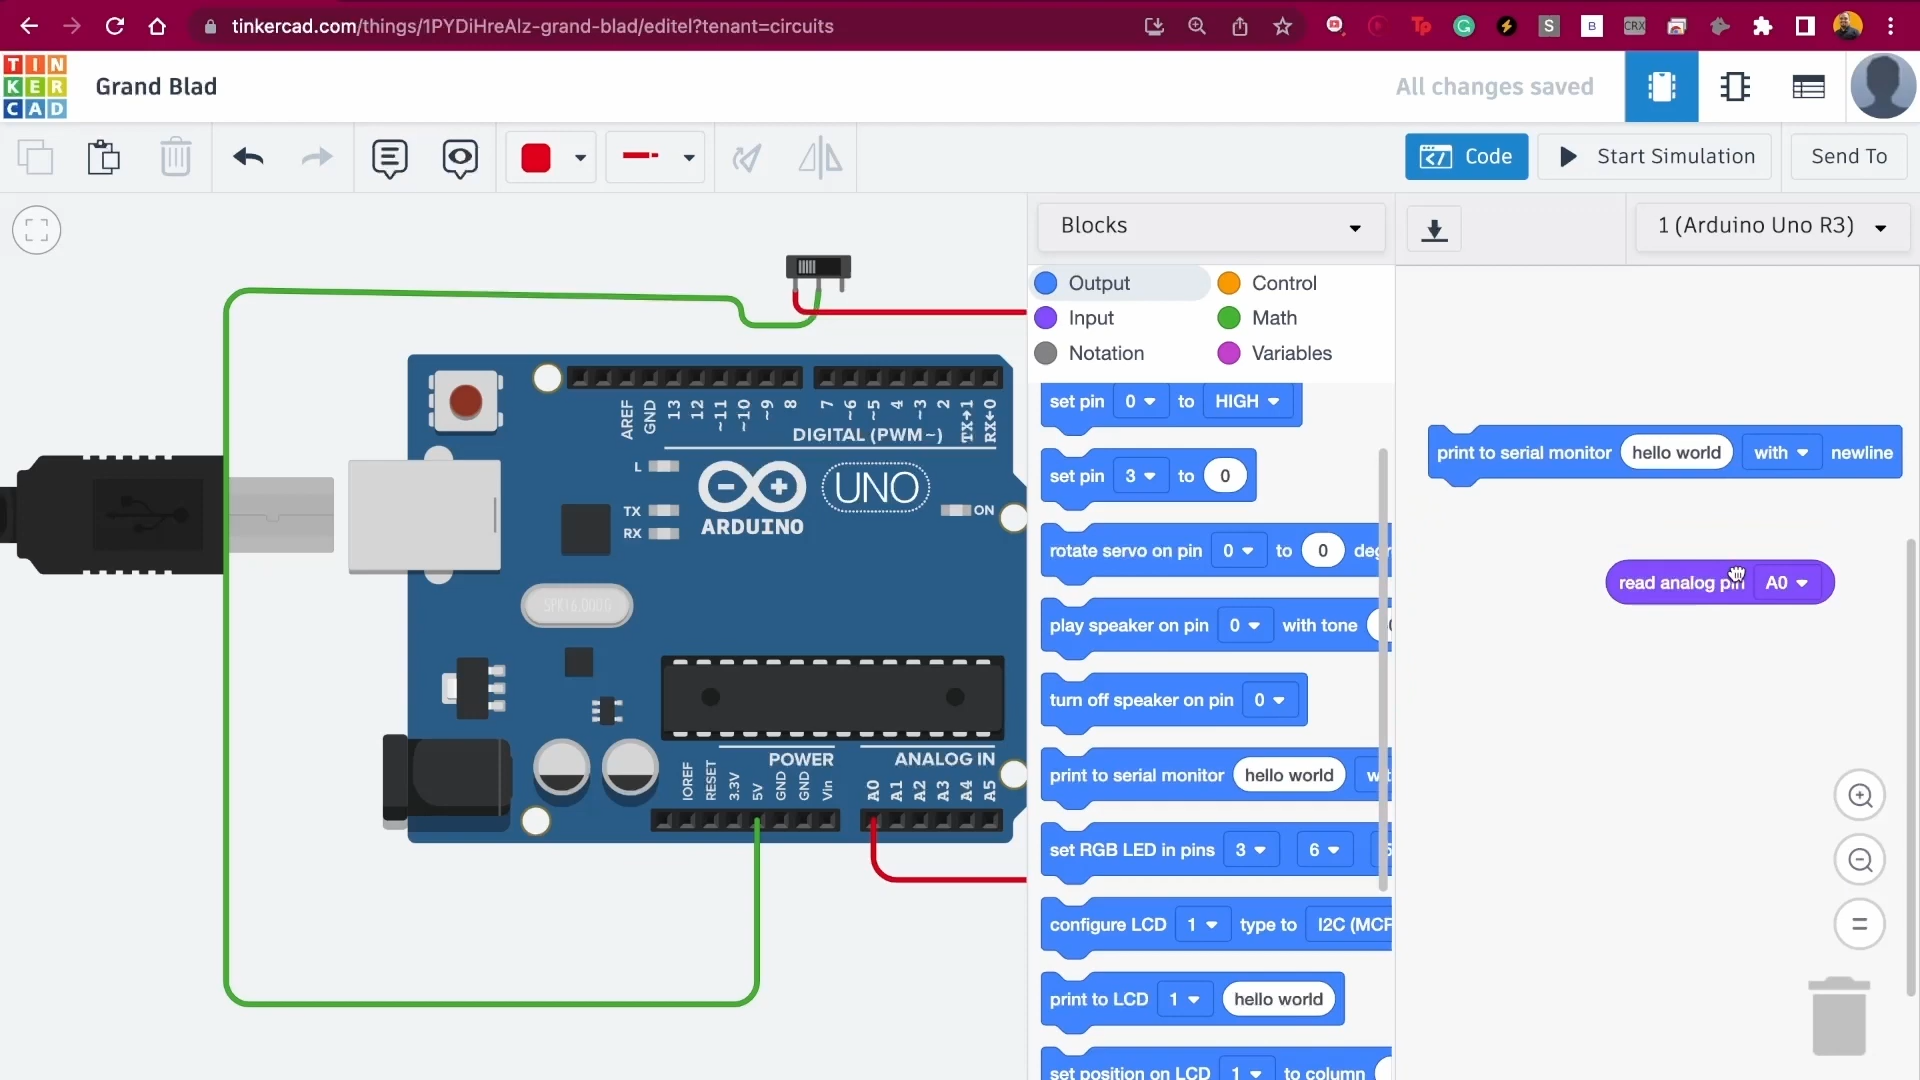 tinkercad.com/things/1PYDiHreAlz-grand-blad/editel?tenant=circuits
TIN
KER
CAD
Grand Blad
All changes saved
Code
Start Simulation
Send To
Blocks
1 (Arduino Uno R3)
Output
Control
Input
Math
Notation
Variables
set pin 0 to HIGH
set pin 3 to 0
rotate servo on pin 0 to 0
play speaker on pin 0 with tone
turn off speaker on pin 0
print to serial monitor hello world
set RGB LED in pins 3 6
configure LCD 1 type to I2C (MCP
print to LCD 1 hello world
set position on LCD 1 to column
print to serial monitor hello world with newline
read analog pin A0
AREF
GND
13
12
~11
~10
~9
8
7
~6
~5
4
~3
2
TX→1
RX←0
DIGITAL (PWM~)
L
TX
RX
ARDUINO
UNO
ON
SPK16.000G
POWER
ANALOG IN
IOREF
RESET
3.3V
5V
GND
GND
Vin
A0
A1
A2
A3
A4
A5